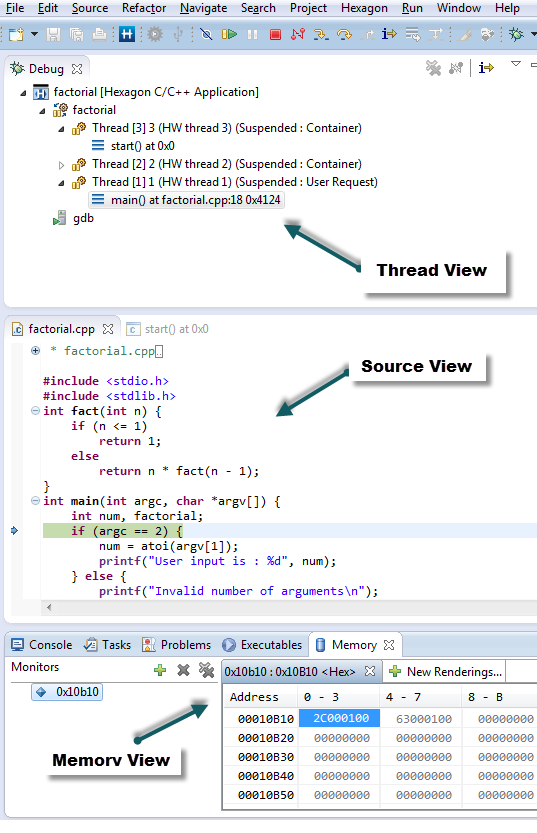 File Edit Source Refactor Navigate Search Project Hexagon Run Window Help
Debug
factorial [Hexagon C/C++ Application]
factorial
Thread [3] 3 (HW thread 3) (Suspended : Container)
start() at 0x0
Thread [2] 2 (HW thread 2) (Suspended : Container)
Thread [1] 1 (HW thread 1) (Suspended : User Request)
main() at factorial.cpp:18 0x4124
gdb
Thread View
factorial.cpp start() at 0x0
* factorial.cpp..
#include <stdio.h>
#include <stdlib.h>
int fact(int n) {
if (n <= 1)
return 1;
else
return n * fact(n - 1);
}
int main(int argc, char *argv[]) {
int num, factorial;
if (argc == 2) {
num = atoi(argv[1]);
printf("User input is : %d", num);
} else {
printf("Invalid number of arguments\n");
Source View
Console Tasks Problems Executables Memory
Monitors
0x10b10
0x10b10 : 0x10B10 <Hex> New Renderings...
Address 0 - 3 4 - 7 8 - B
00010B10 2C000100 63000100 00000000
00010B20 00000000 00000000 00000000
00010B30 00000000 00000000 00000000
00010B40 00000000 00000000 00000000
00010B50 00000000 00000000 00000000
Memory View